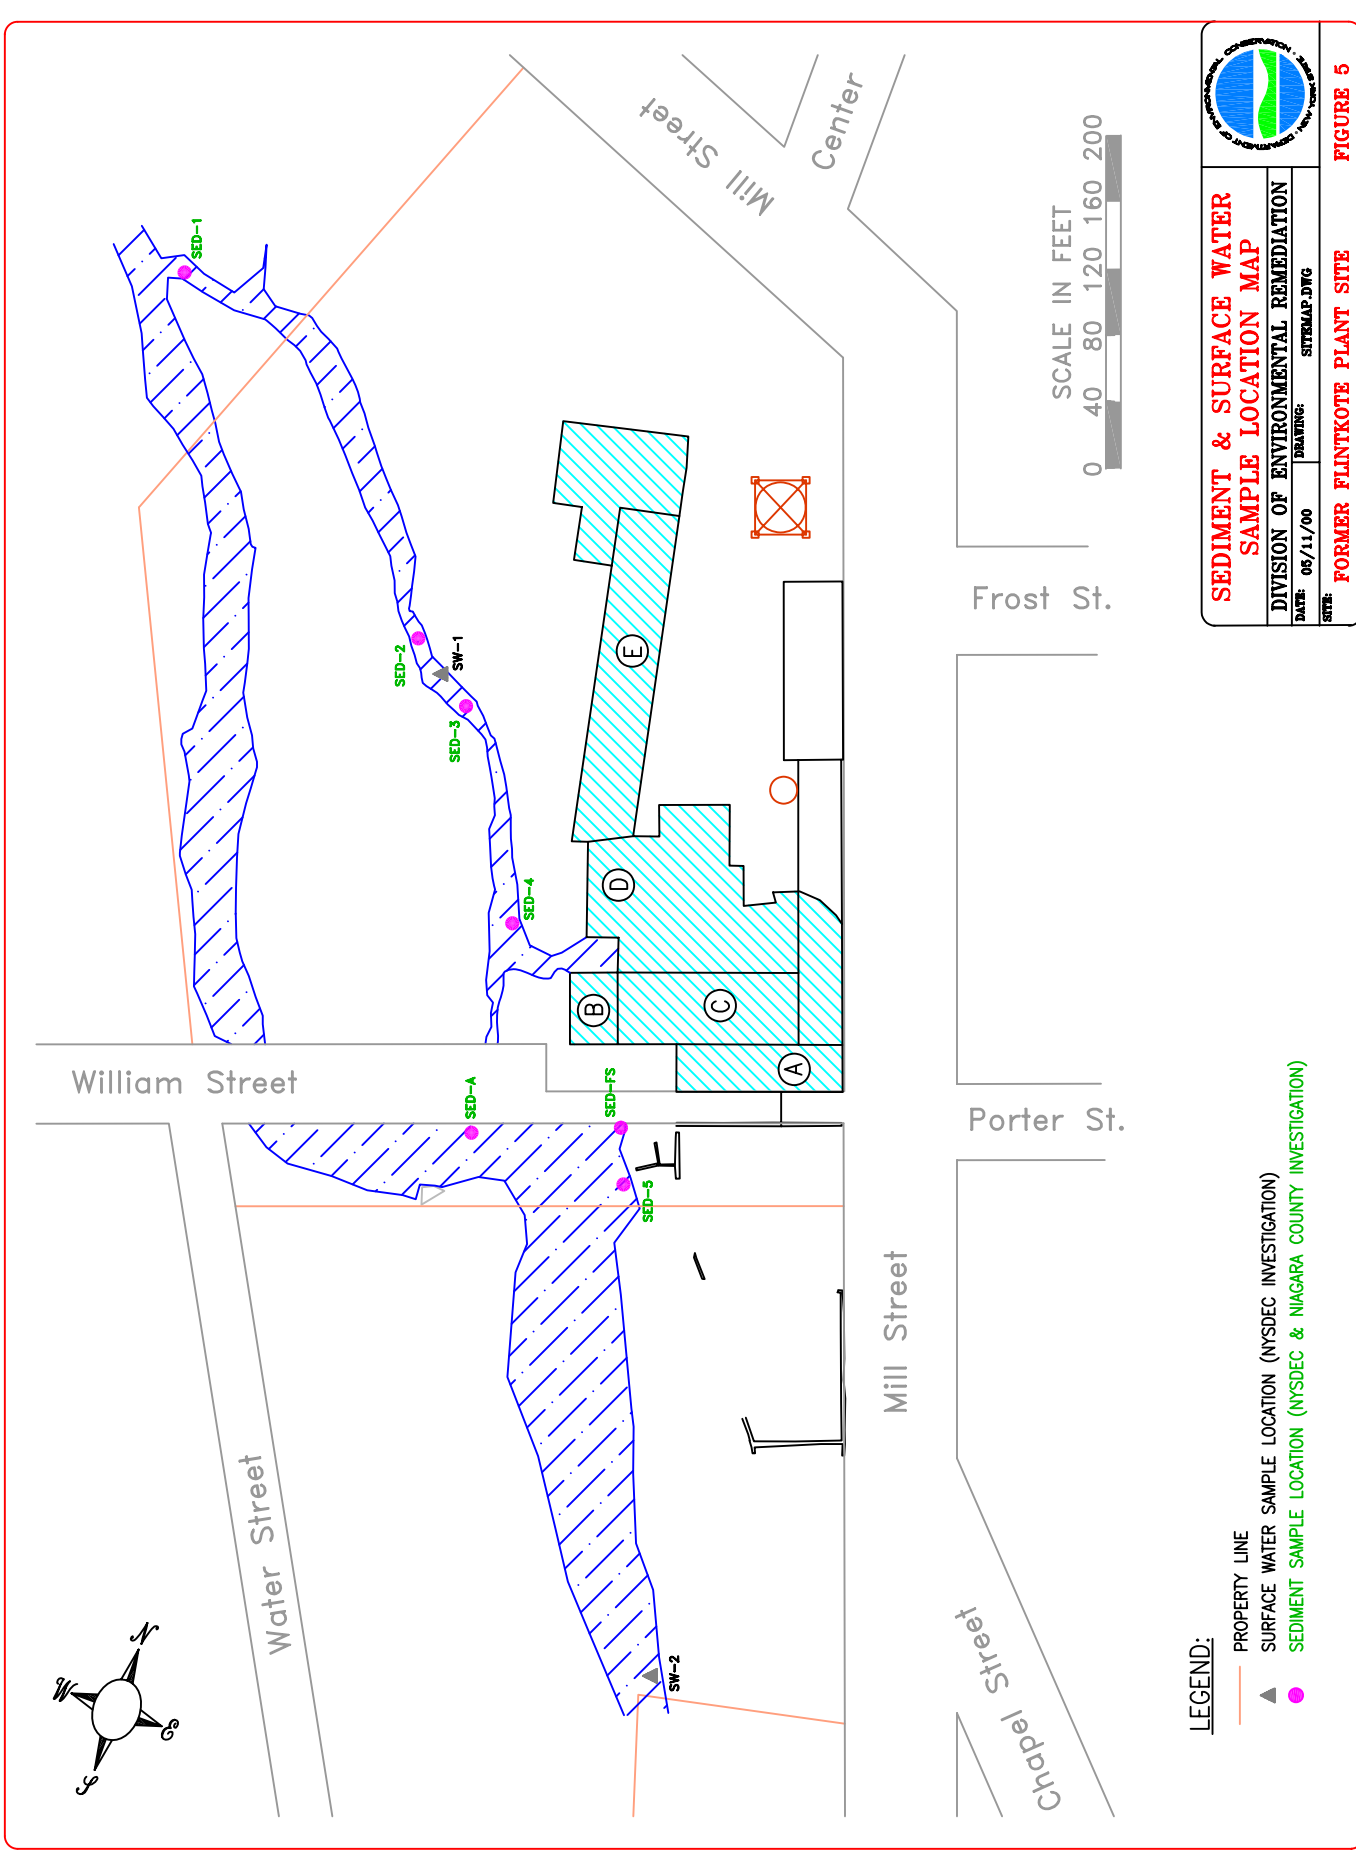 SED-1
SED-2
SW-1
SED-3
SED-4
SED-A
SED-FS
SED-5
SW-2
A
B
C
D
E
William Street
Water Street
Mill Street
Mill Street
Center
Frost St.
Porter St.
Chapel Street
N
W
E
S
SCALE IN FEET
0 40 80 120 160 200
LEGEND:
PROPERTY LINE
SURFACE WATER SAMPLE LOCATION (NYSDEC INVESTIGATION)
SEDIMENT SAMPLE LOCATION (NYSDEC & NIAGARA COUNTY INVESTIGATION)
SEDIMENT & SURFACE WATER
SAMPLE LOCATION MAP
DIVISION OF ENVIRONMENTAL REMEDIATION
DATE: 05/11/00 DRAWING: SITEMAP.DWG
SITE: FORMER FLINTKOTE PLANT SITE FIGURE 5
DEPARTMENT OF ENVIRONMENTAL CONSERVATION